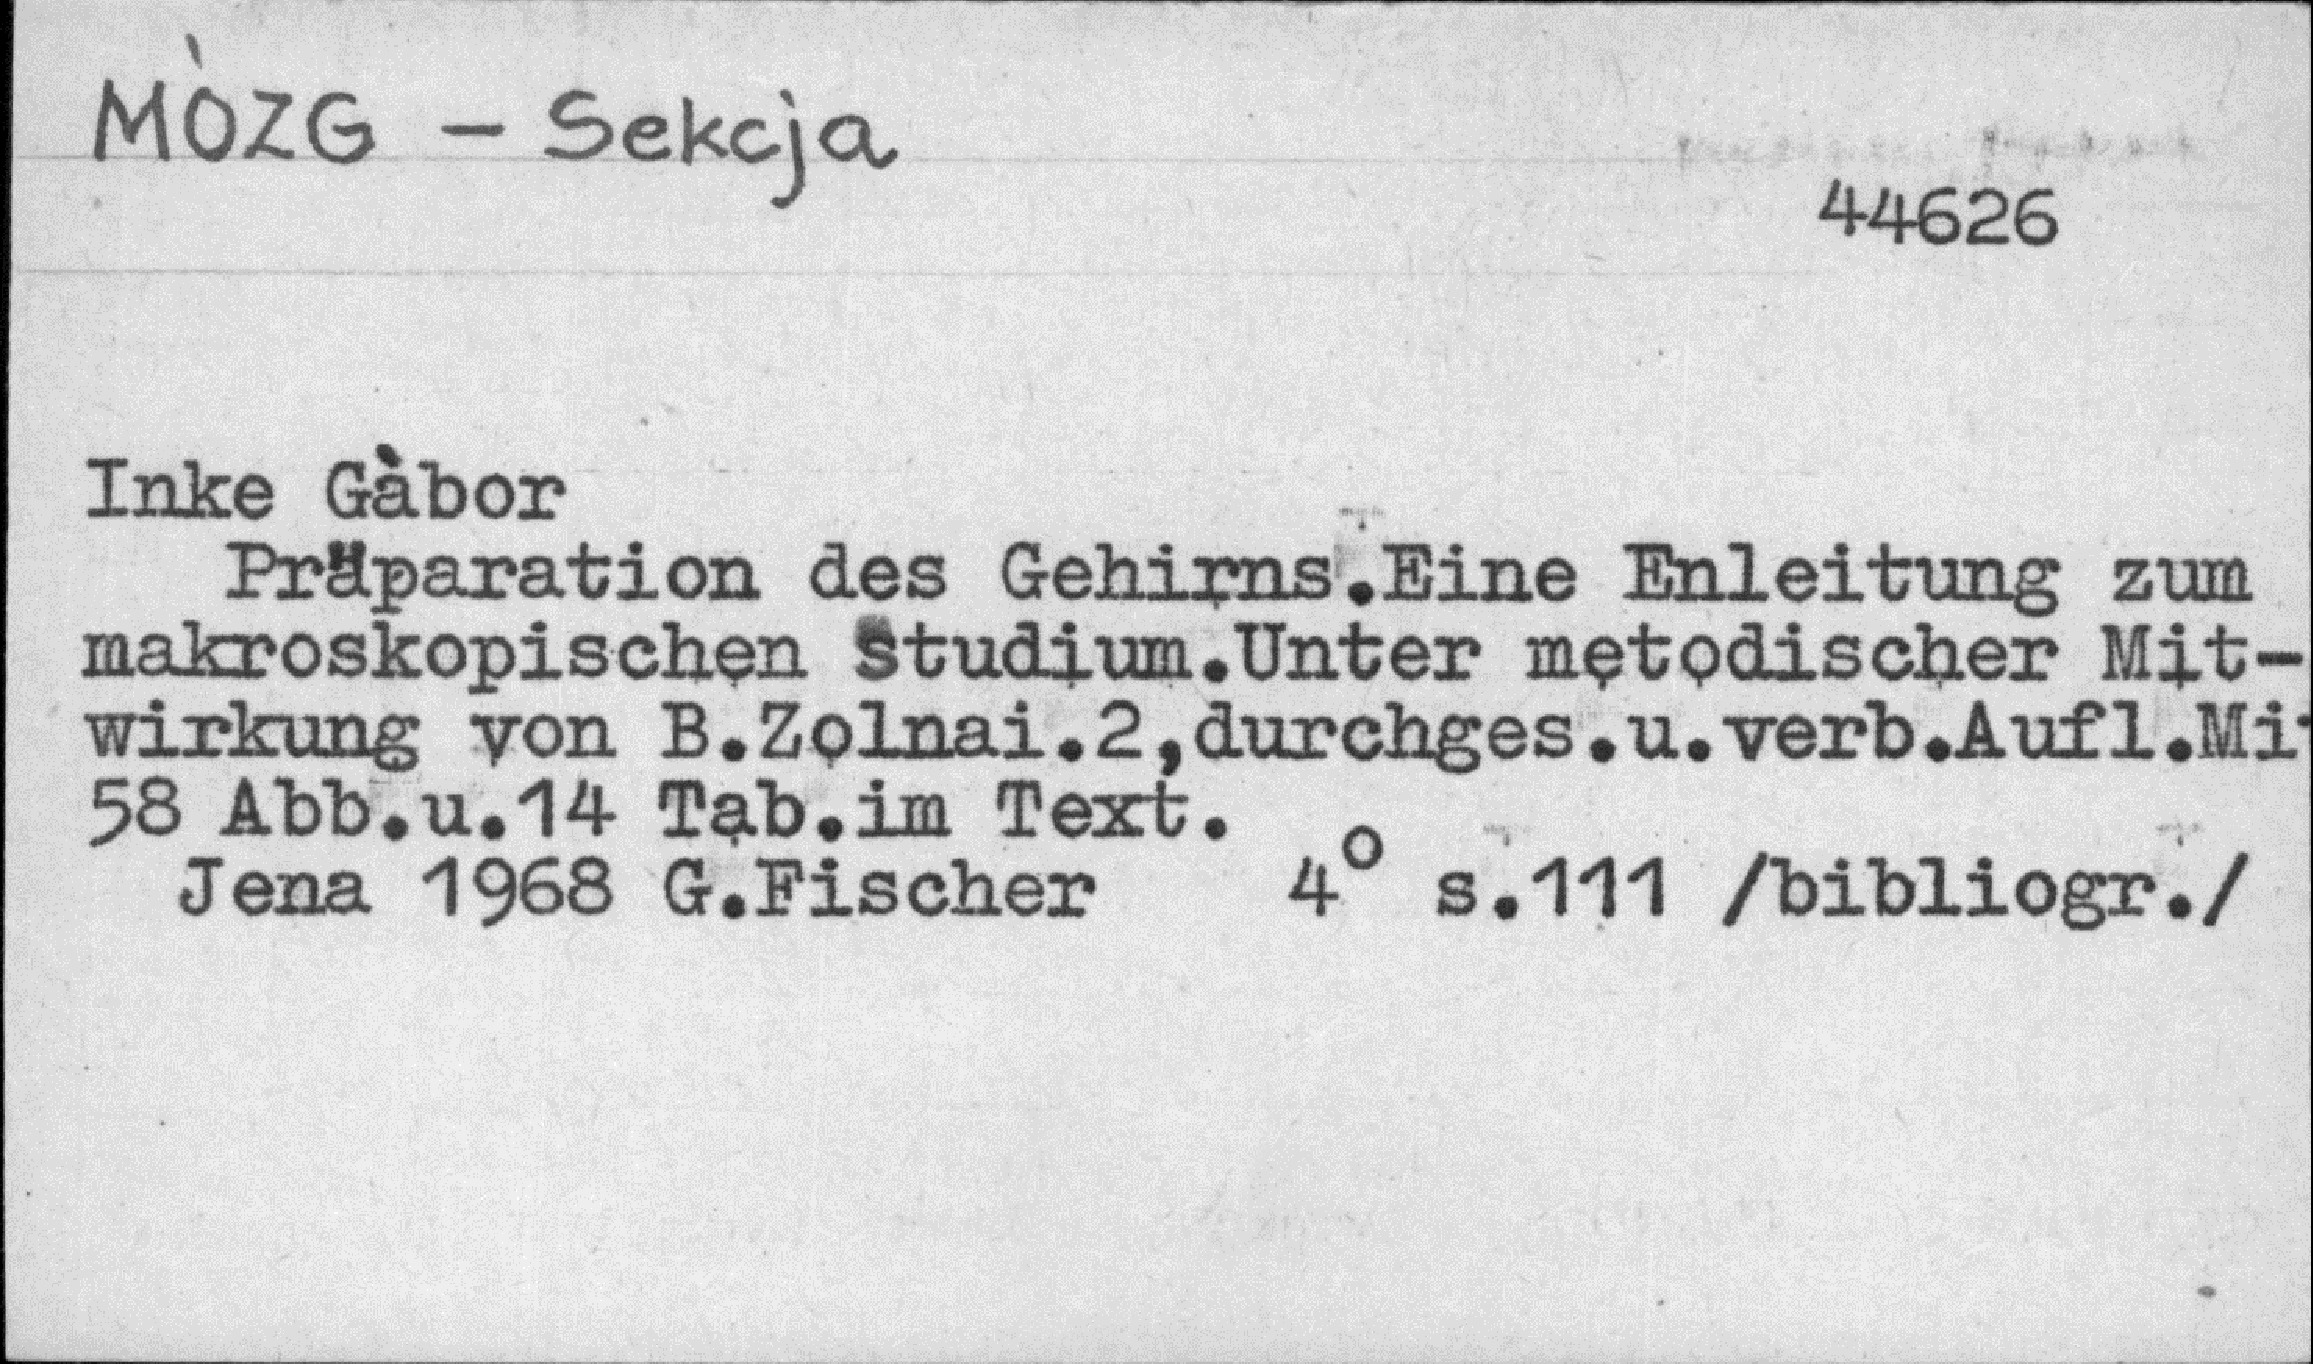 MÒZG – Sekcja
44626
Inke Gàbor
Präparation des Gehirns.Eine Enleitung zum
makroskopischen Studium.Unter metodischer Mit-
wirkung von B.Zolnai.2,durchges.u.verb.Aufl.Mit
58 Abb.u.14 Tab.im Text.
Jena 1968 G.Fischer 4° s.111 /bibliogr./